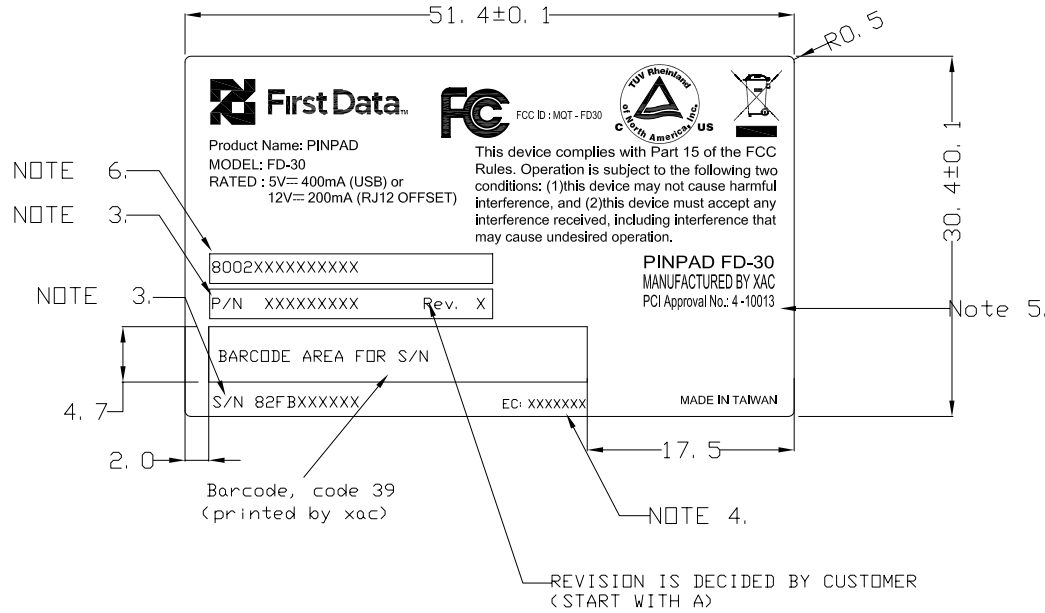 51. 4±0. 1
R0. 5
First Data™
FC
FCC ID : MQT - FD30
TUV Rheinland
of North America, Inc.
C US
Product Name: PINPAD
MODEL: FD-30
RATED : 5V⎓ 400mA (USB) or
12V⎓ 200mA (RJ12 OFFSET)
This device complies with Part 15 of the FCC
Rules. Operation is subject to the following two
conditions: (1)this device may not cause harmful
interference, and (2)this device must accept any
interference received, including interference that
may cause undesired operation.
30. 4±0. 1
NOTE 6.
NOTE 3.
8002XXXXXXXXXX
PINPAD FD-30
MANUFACTURED BY XAC
PCI Approval No.: 4 -10013
NOTE 3.
P/N XXXXXXXXX Rev. X
Note 5.
BARCODE AREA FOR S/N
4. 7
S/N 82FBXXXXXX
EC: XXXXXXX
MADE IN TAIWAN
2. 0
17. 5
Barcode, code 39
(printed by xac)
NOTE 4.
REVISION IS DECIDED BY CUSTOMER
(START WITH A)